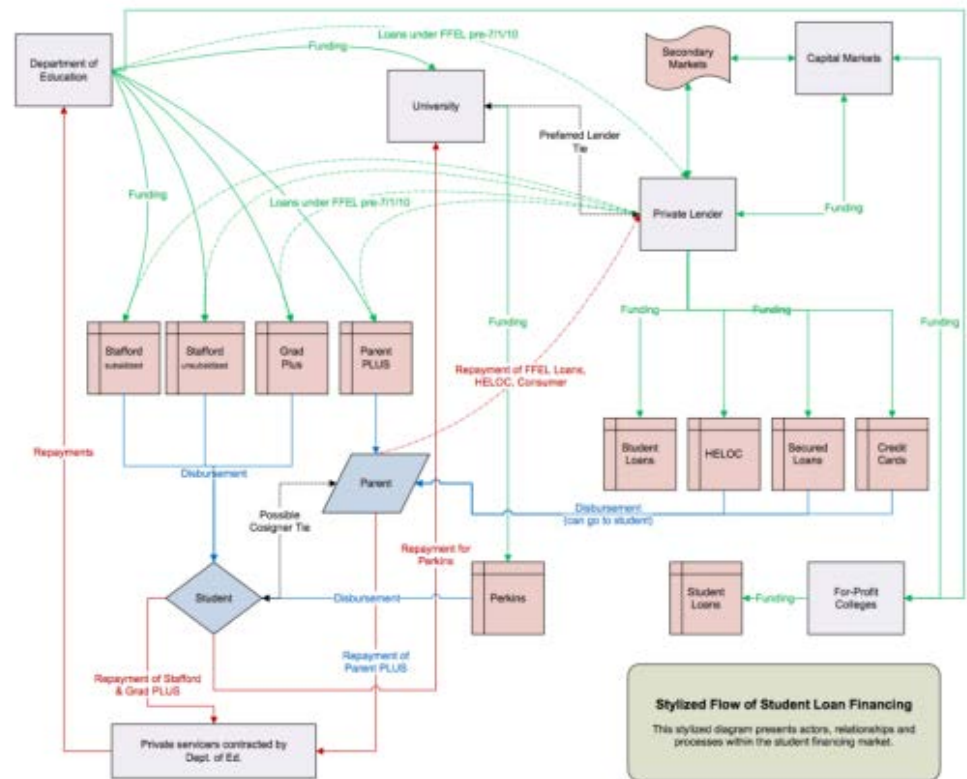 Loans under FFEL pre-7/1/10
Funding
Department of
Education
University
Secondary
Markets
Capital Markets
Preferred Lender
Tie
Private Lender
Funding
Funding
Loans under FFEL pre-7/1/10
Funding
Funding
Funding
Funding
Stafford
subsidized
Stafford
unsubsidized
Grad
Plus
Parent
PLUS
Repayment of FFEL Loans,
HELOC, Consumer
Student
Loans
HELOC
Secured
Loans
Credit
Cards
Repayments
Disbursement
Parent
Possible
Cosigner Tie
Disbursement
(can go to student)
Repayment for
Perkins
Student
Disbursement
Perkins
Student
Loans
Funding
For-Profit
Colleges
Repayment of
Parent PLUS
Repayment of Stafford
& Grad PLUS
Private servicers contracted by
Dept. of Ed.
Stylized Flow of Student Loan Financing
This stylized diagram presents actors, relationships and
processes within the student financing market.